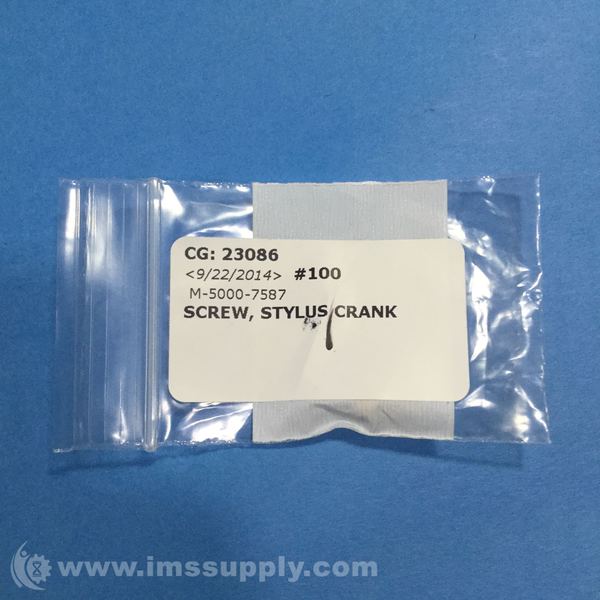 CG: 23086
<9/22/2014> #100
M-5000-7587
SCREW, STYLUS CRANK
www.imssupply.com